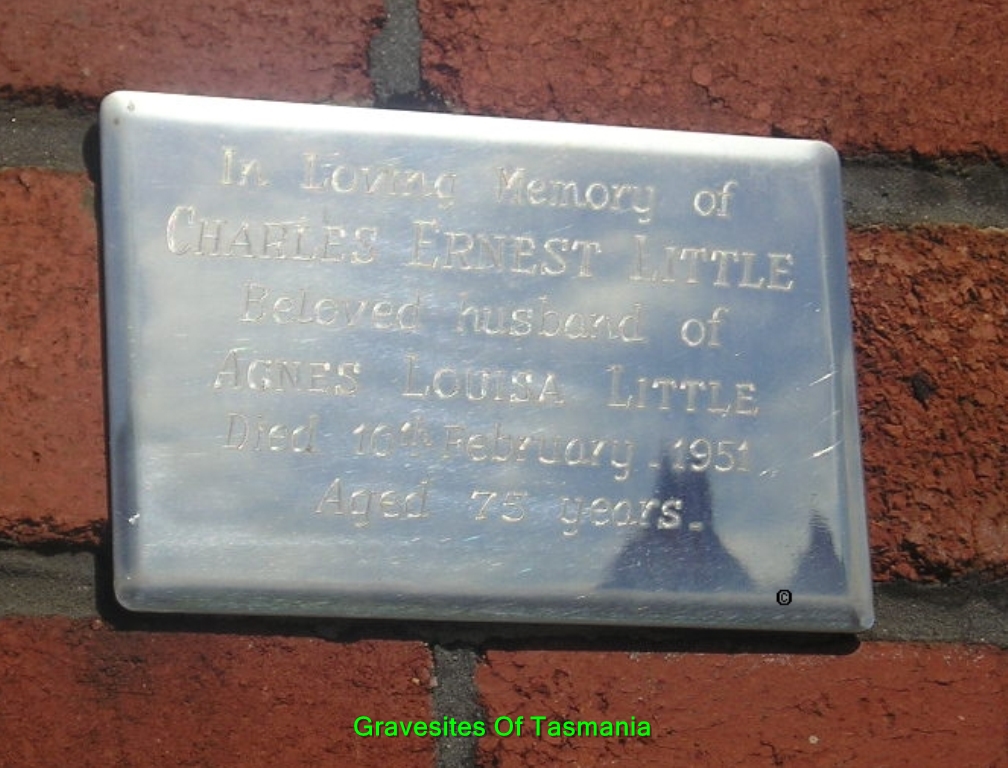 In Loving Memory of
CHARLES ERNEST LITTLE
Beloved husband of
AGNES LOUISA LITTLE
Died 10th February. 1951
Aged 75 years.
©
Gravesites Of Tasmania